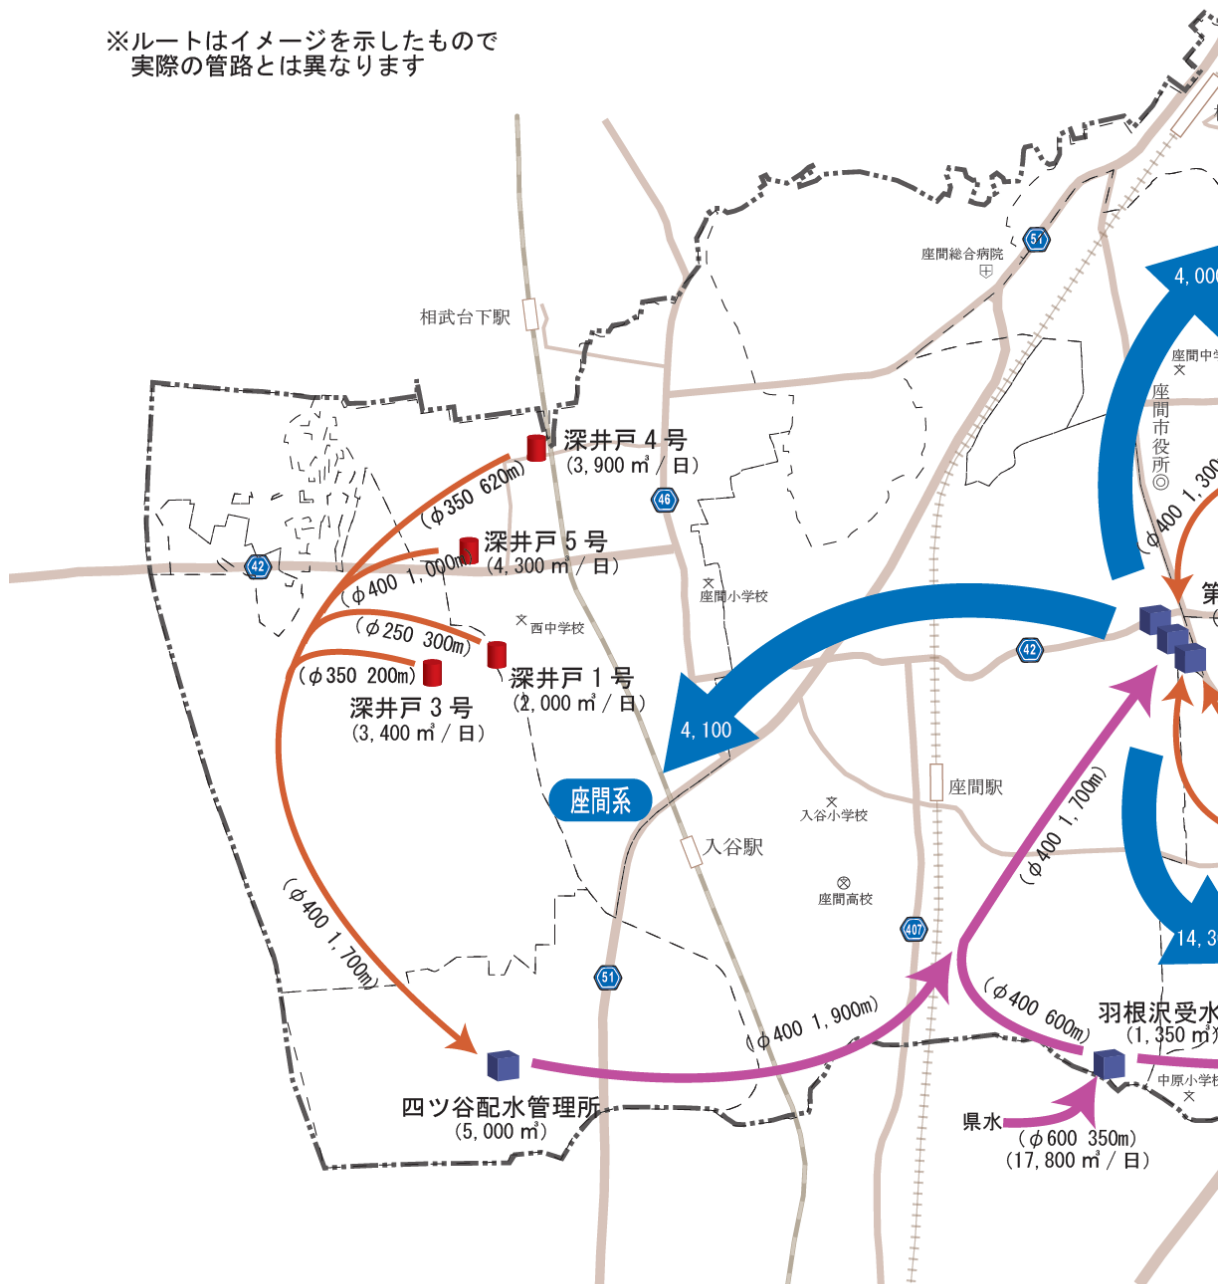 ※ルートはイメージを示したもので
実際の管路とは異なります
51
座間総合病院
4,000
相武台下駅
座間中学
座間市役所
深井戸４号
(3,900 ㎥ / 日)
(φ350 620m)
46
(φ400 1,300
深井戸５号
(4,300 ㎥ / 日)
42
(φ400 1,000m)
座間小学校
第
(φ250 300m)
西中学校
42
(φ350 200m)
深井戸１号
(2,000 ㎥ / 日)
深井戸３号
(3,400 ㎥ / 日)
4,100
座間系
座間駅
(φ400 1,700m)
入谷小学校
入谷駅
座間高校
(φ400 1,700m)
407
14,3
51
(φ400 1,900m)
(φ400 600m)
羽根沢受水
(1,350 ㎥)
中原小学校
四ツ谷配水管理所
(5,000 ㎥)
県水
(φ600 350m)
(17,800 ㎥ / 日)